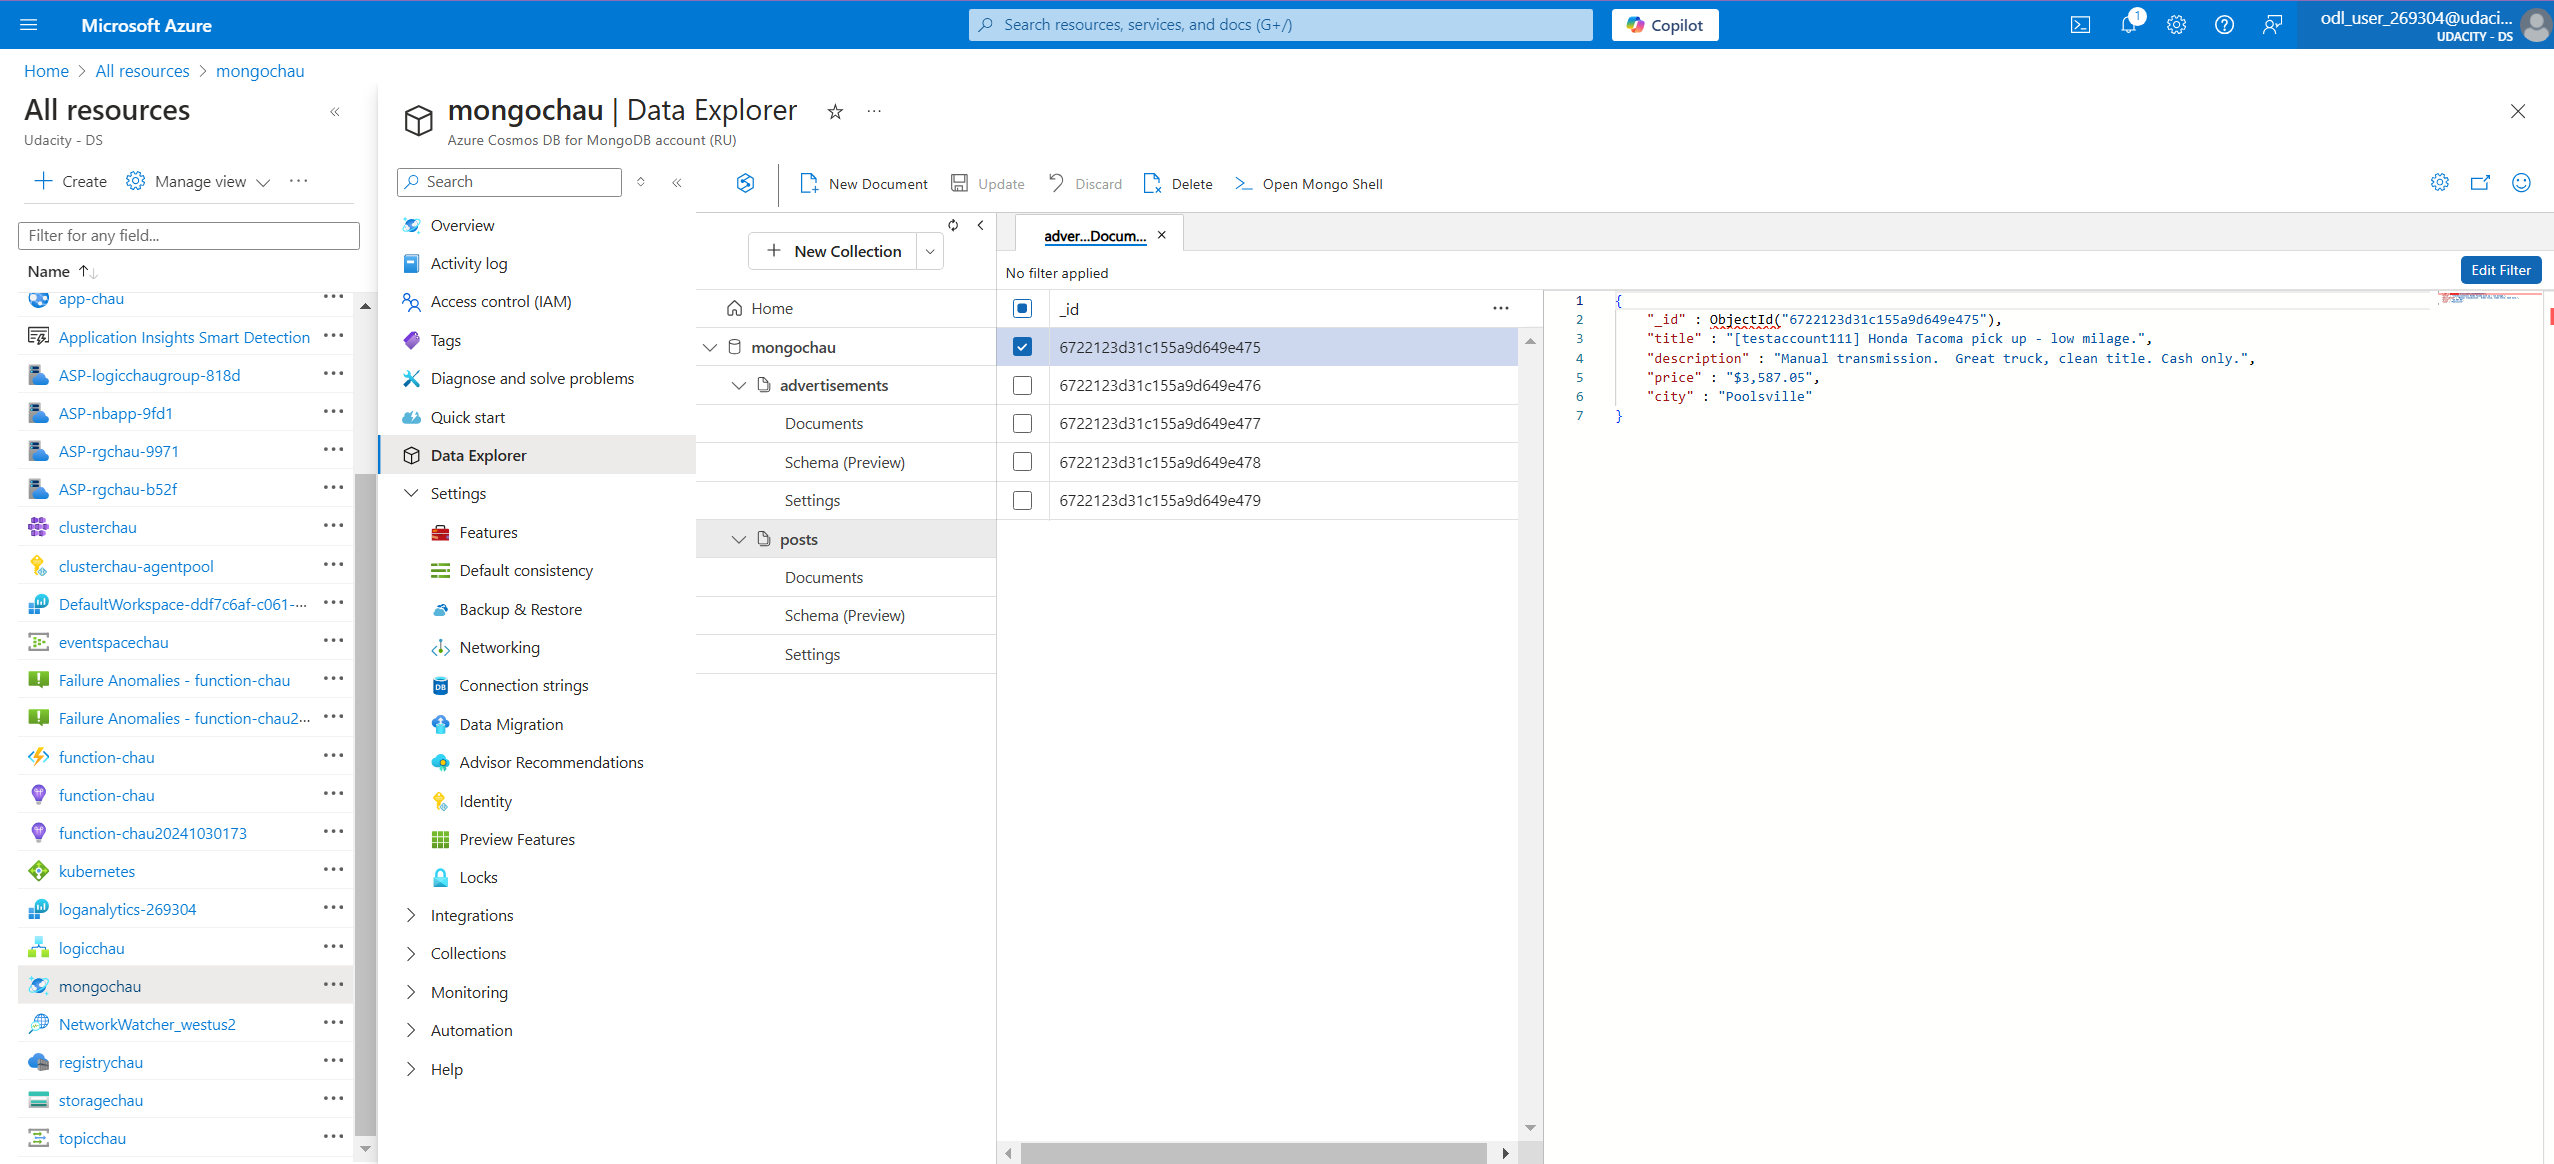 Microsoft Azure
Search resources, services, and docs (G+/)
Copilot
1
odl_user_269304@udaci...
UDACITY - DS
Home > All resources > mongochau
All resources
Udacity - DS
Create
Manage view
Filter for any field...
Name
app-chau
Application Insights Smart Detection
ASP-logicchaugroup-818d
ASP-nbapp-9fd1
ASP-rgchau-9971
ASP-rgchau-b52f
clusterchau
clusterchau-agentpool
DefaultWorkspace-ddf7c6af-c061-...
eventspacechau
Failure Anomalies - function-chau
Failure Anomalies - function-chau2...
function-chau
function-chau
function-chau20241030173
kubernetes
loganalytics-269304
logicchau
mongochau
NetworkWatcher_westus2
registrychau
storagechau
topicchau
mongochau | Data Explorer
Azure Cosmos DB for MongoDB account (RU)
Search
Overview
Activity log
Access control (IAM)
Tags
Diagnose and solve problems
Quick start
Data Explorer
Settings
Features
Default consistency
Backup & Restore
Networking
Connection strings
Data Migration
Advisor Recommendations
Identity
Preview Features
Locks
Integrations
Collections
Monitoring
Automation
Help
New Document
Update
Discard
Delete
Open Mongo Shell
New Collection
Home
mongochau
advertisements
Documents
Schema (Preview)
Settings
posts
Documents
Schema (Preview)
Settings
adver...Docum...
No filter applied
Edit Filter
_id
6722123d31c155a9d649e475
6722123d31c155a9d649e476
6722123d31c155a9d649e477
6722123d31c155a9d649e478
6722123d31c155a9d649e479
1 {
2 "_id" : ObjectId("6722123d31c155a9d649e475"),
3 "title" : "[testaccount111] Honda Tacoma pick up - low milage.",
4 "description" : "Manual transmission.  Great truck, clean title. Cash only.",
5 "price" : "$3,587.05",
6 "city" : "Poolsville"
7 }